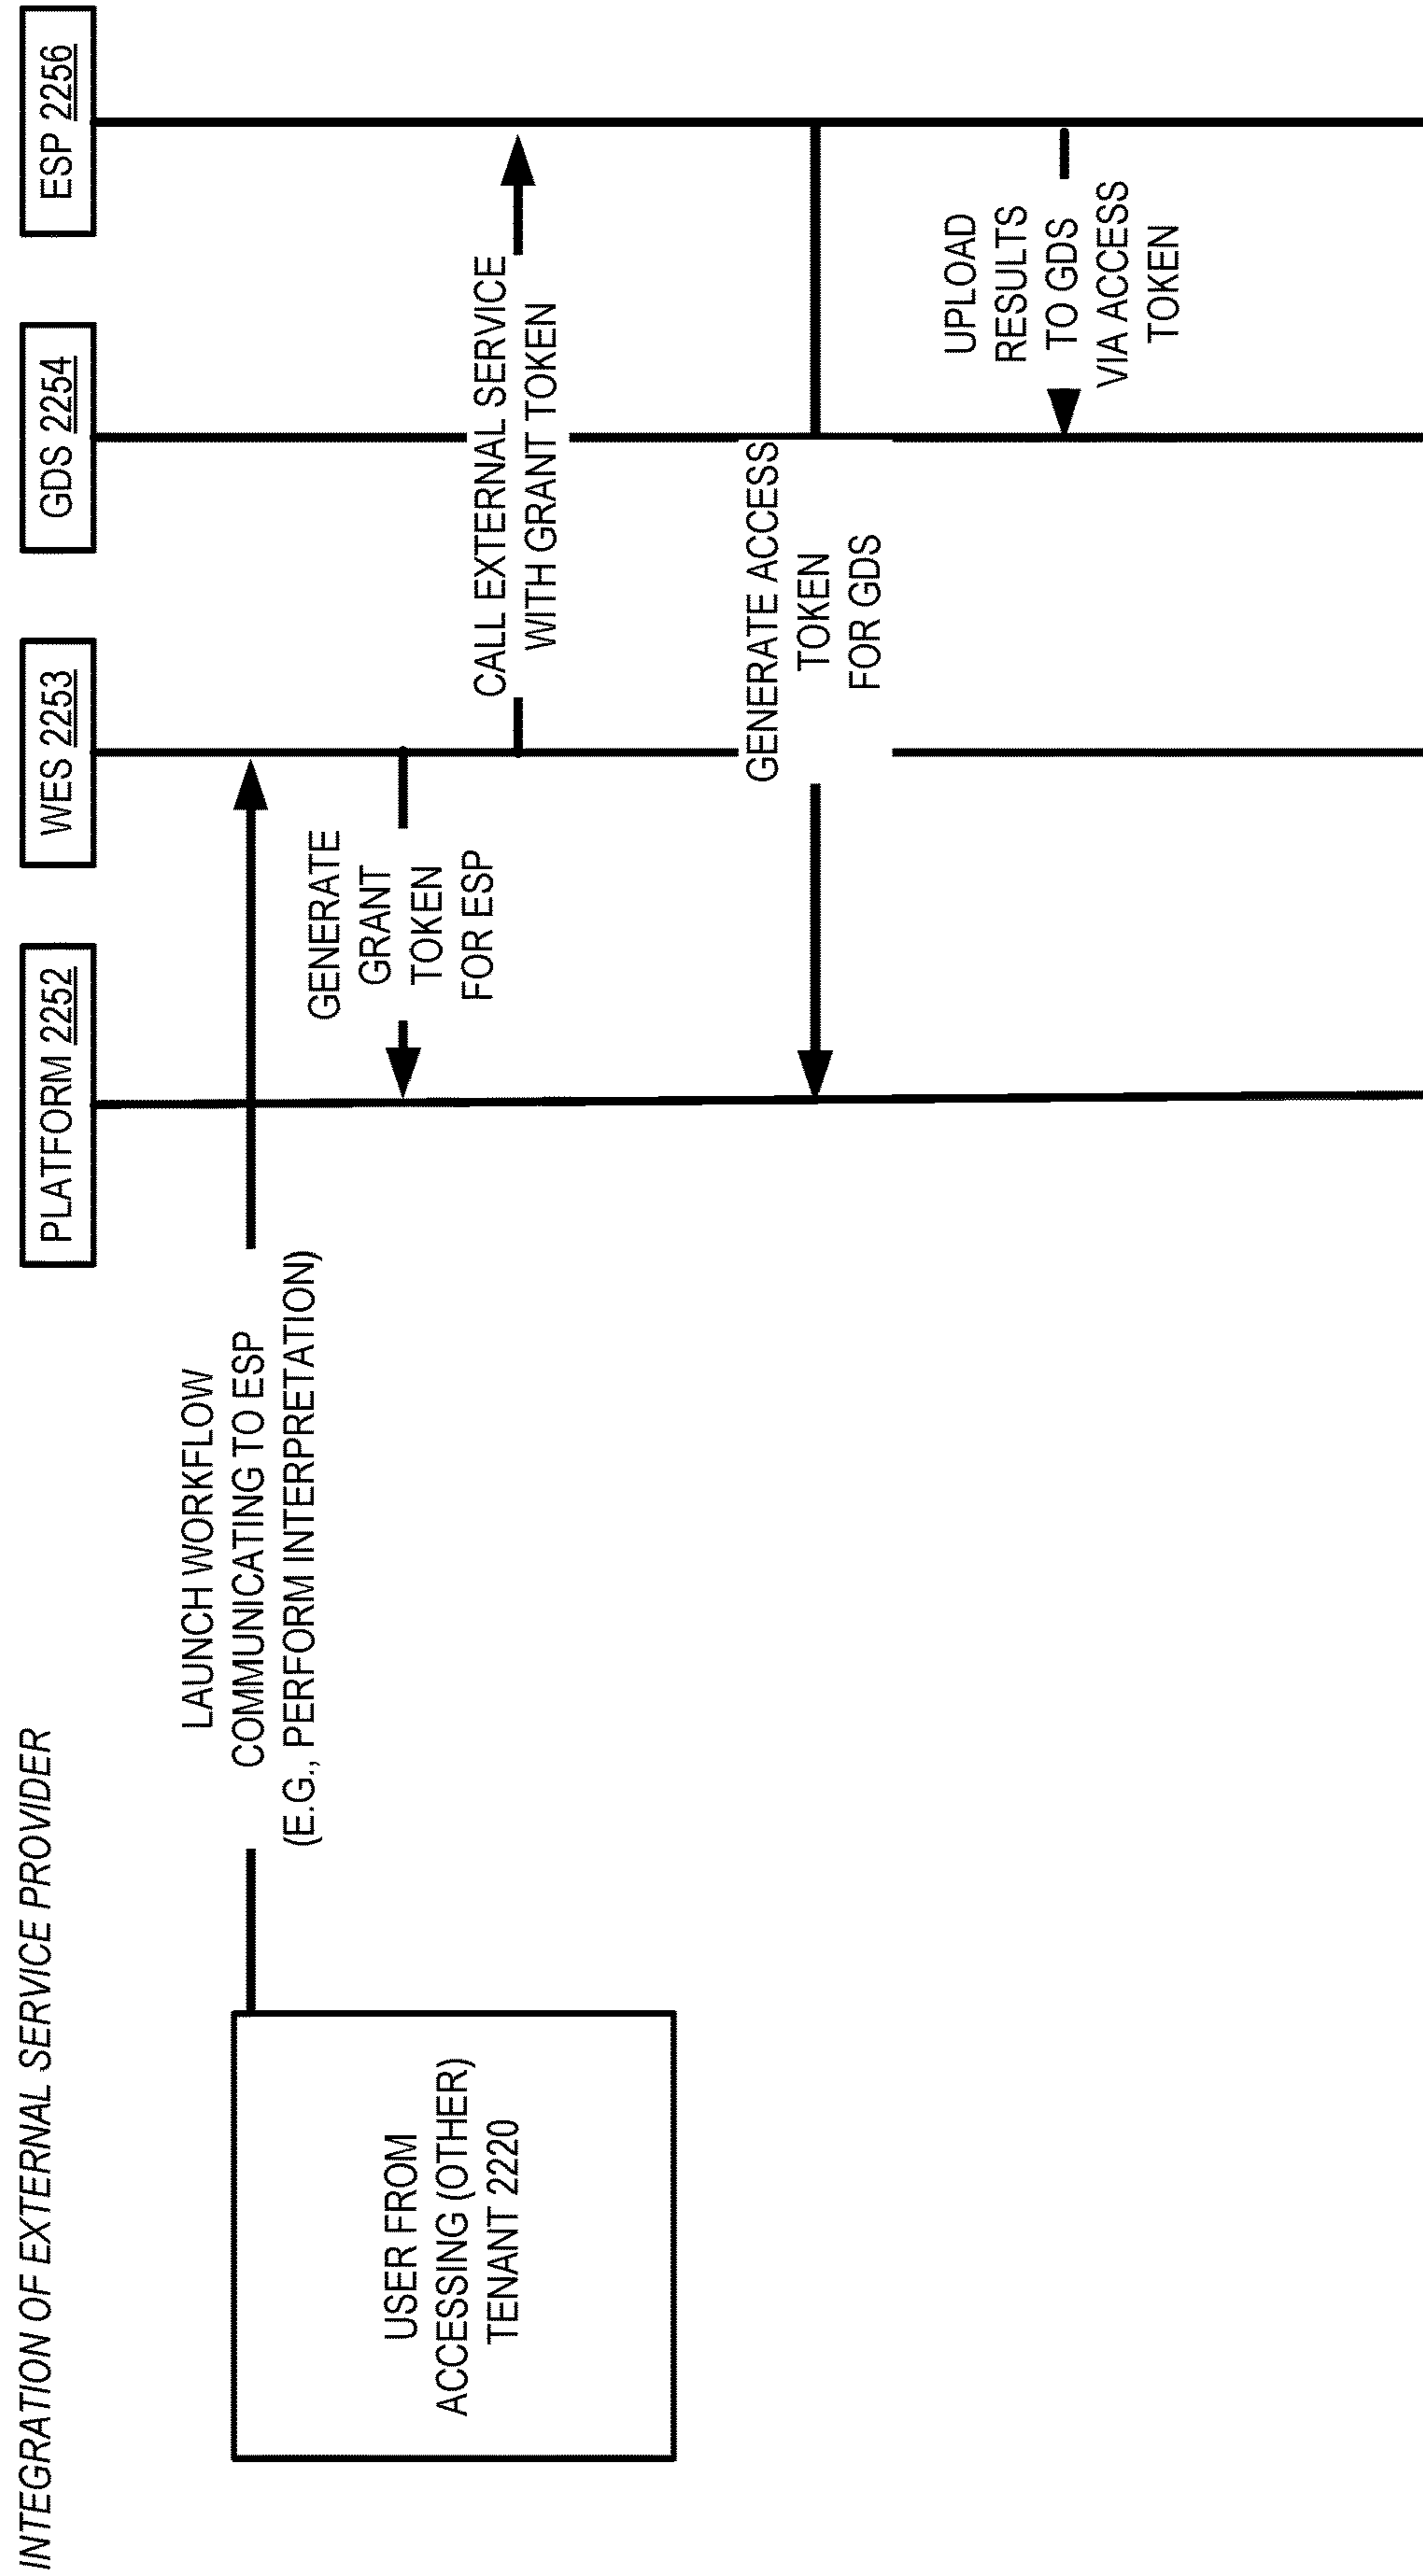 INTEGRATION OF EXTERNAL SERVICE PROVIDER
PLATFORM 2252
WES 2253
GDS 2254
ESP 2256
LAUNCH WORKFLOW
COMMUNICATING TO ESP
(E.G., PERFORM INTERPRETATION)
USER FROM
ACCESSING (OTHER)
TENANT 2220
GENERATE
GRANT
TOKEN
FOR ESP
CALL EXTERNAL SERVICE
WITH GRANT TOKEN
GENERATE ACCESS
TOKEN
FOR GDS
UPLOAD
RESULTS
TO GDS
VIA ACCESS
TOKEN